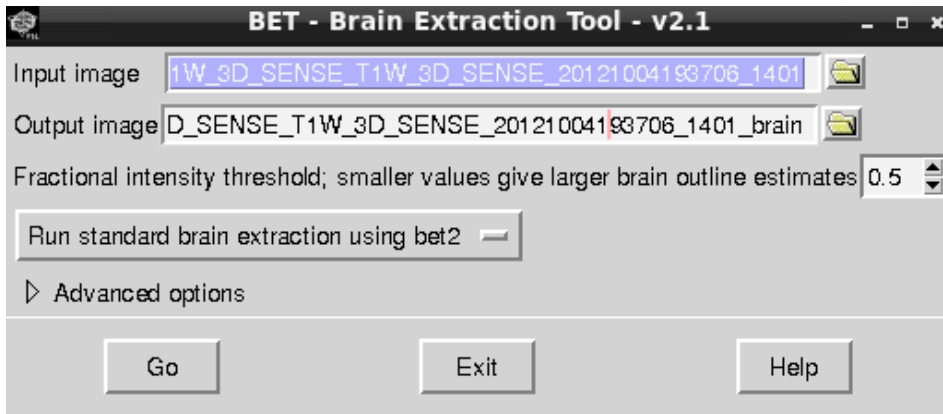 BET - Brain Extraction Tool - v2.1
Input image 1W_3D_SENSE_T1W_3D_SENSE_20121004193706_1401
Output image D_SENSE_T1W_3D_SENSE_20121004193706_1401_brain
Fractional intensity threshold; smaller values give larger brain outline estimates 0.5
Run standard brain extraction using bet2
Advanced options
Go Exit Help